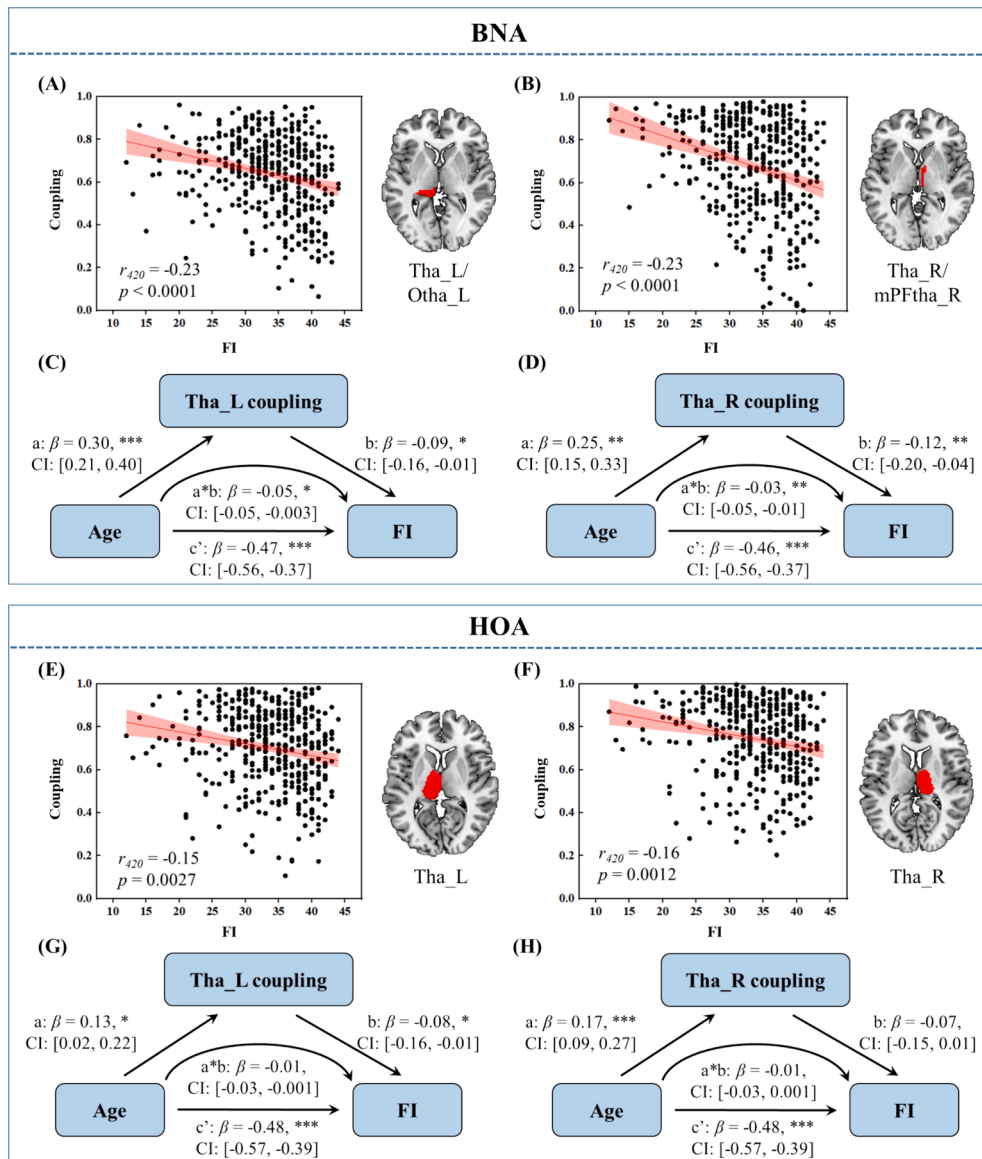 BNA
(A)
1.0
0.8
0.6
0.4
0.2
0.0
Coupling
r420 = -0.23
p < 0.0001
10 15 20 25 30 35 40 45
FI
Tha_L/
Otha_L
(B)
1.0
0.8
0.6
0.4
0.2
0.0
Coupling
r420 = -0.23
p < 0.0001
10 15 20 25 30 35 40 45
FI
Tha_R/
mPFtha_R
(C)
Tha_L coupling
a: β = 0.30, ***
CI: [0.21, 0.40]
b: β = -0.09, *
CI: [-0.16, -0.01]
a*b: β = -0.05, *
CI: [-0.05, -0.003]
Age
FI
c’: β = -0.47, ***
CI: [-0.56, -0.37]
(D)
Tha_R coupling
a: β = 0.25, **
CI: [0.15, 0.33]
b: β = -0.12, **
CI: [-0.20, -0.04]
a*b: β = -0.03, **
CI: [-0.05, -0.01]
Age
FI
c’: β = -0.46, ***
CI: [-0.56, -0.37]
HOA
(E)
1.0
0.8
0.6
0.4
0.2
0.0
Coupling
r420 = -0.15
p = 0.0027
10 15 20 25 30 35 40 45
FI
Tha_L
(F)
1.0
0.8
0.6
0.4
0.2
0.0
Coupling
r420 = -0.16
p = 0.0012
10 15 20 25 30 35 40 45
FI
Tha_R
(G)
Tha_L coupling
a: β = 0.13, *
CI: [0.02, 0.22]
b: β = -0.08, *
CI: [-0.16, -0.01]
a*b: β = -0.01,
CI: [-0.03, -0.001]
Age
FI
c’: β = -0.48, ***
CI: [-0.57, -0.39]
(H)
Tha_R coupling
a: β = 0.17, ***
CI: [0.09, 0.27]
b: β = -0.07,
CI: [-0.15, 0.01]
a*b: β = -0.01,
CI: [-0.03, 0.001]
Age
FI
c’: β = -0.48, ***
CI: [-0.57, -0.39]